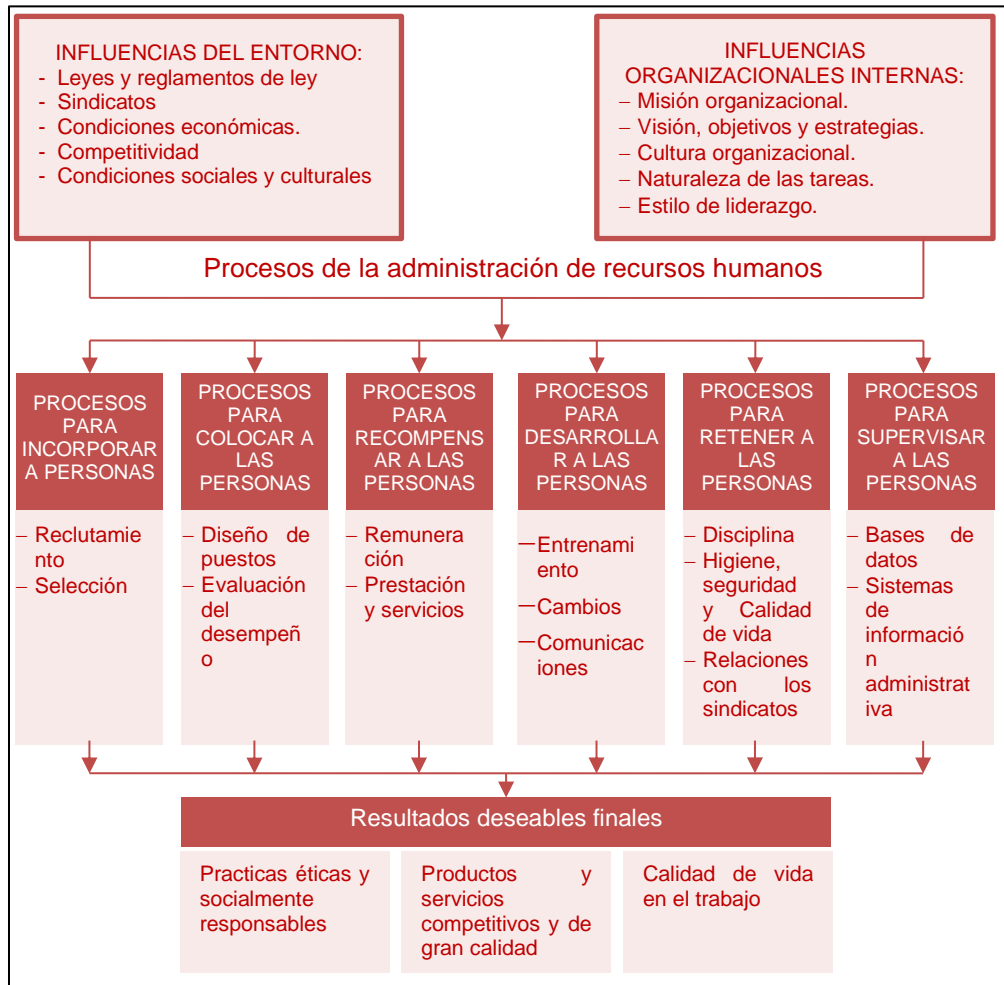 INFLUENCIAS DEL ENTORNO:
- Leyes y reglamentos de ley
- Sindicatos
- Condiciones económicas.
- Competitividad
- Condiciones sociales y culturales
INFLUENCIAS
ORGANIZACIONALES INTERNAS:
– Misión organizacional.
– Visión, objetivos y estrategias.
– Cultura organizacional.
– Naturaleza de las tareas.
– Estilo de liderazgo.
Procesos de la administración de recursos humanos
PROCESOS
PARA
INCORPORAR
A PERSONAS
– Reclutamie
nto
– Selección
PROCESOS
PARA
COLOCAR A
LAS
PERSONAS
– Diseño de
puestos
– Evaluación
del
desempeñ
o
PROCESOS
PARA
RECOMPENS
AR A LAS
PERSONAS
– Remunera
ción
– Prestación
y servicios
PROCESOS
PARA
DESARROLLA
R A LAS
PERSONAS
– Entrenami
ento
– Cambios
– Comunicac
iones
PROCESOS
PARA
RETENER A
LAS
PERSONAS
– Disciplina
– Higiene,
seguridad
y Calidad
de vida
– Relaciones
con los
sindicatos
PROCESOS
PARA
SUPERVISAR
A LAS
PERSONAS
– Bases de
datos
– Sistemas
de
informació
n
administrat
iva
Resultados deseables finales
Practicas éticas y
socialmente
responsables
Productos y
servicios
competitivos y de
gran calidad
Calidad de vida
en el trabajo